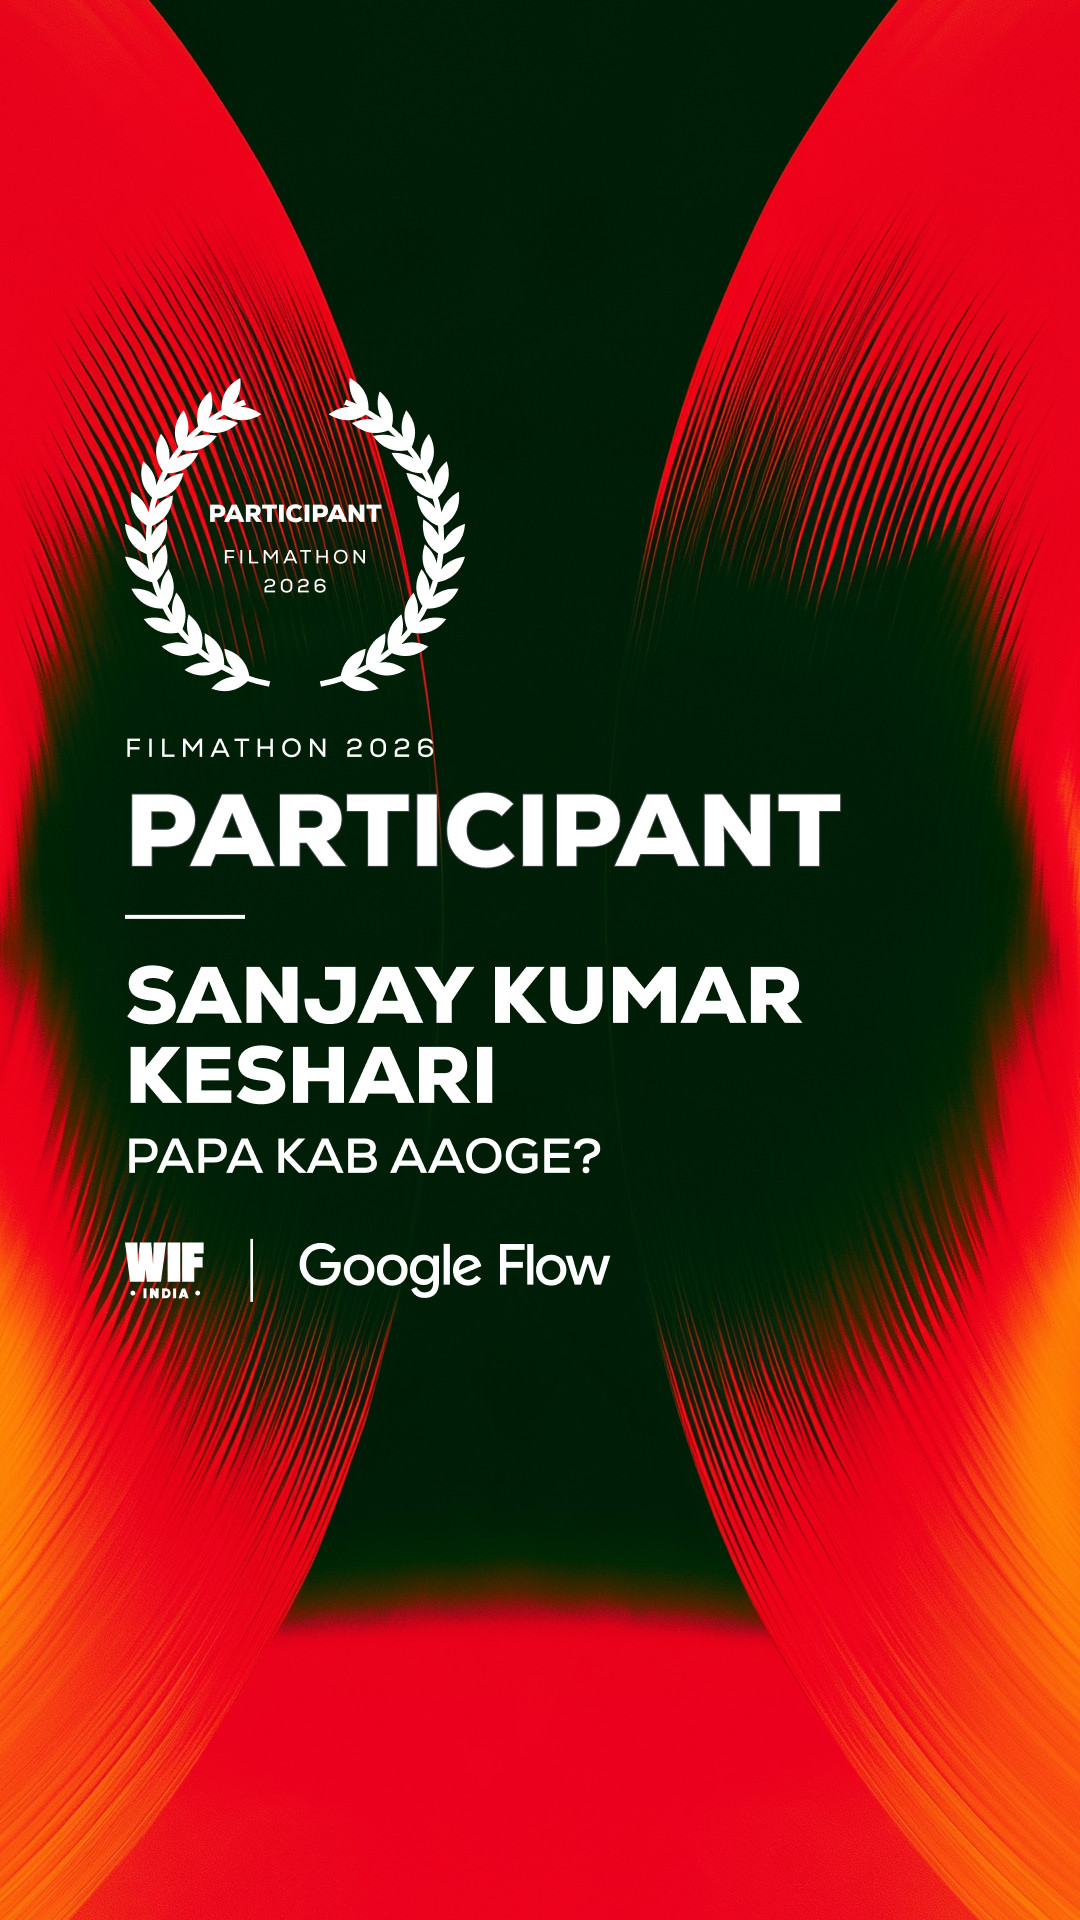 PARTICIPANT
FILMATHON
2026
FILMATHON 2026
PARTICIPANT
SANJAY KUMAR
KESHARI
PAPA KAB AAOGE?
WIF
• INDIA •
Google Flow